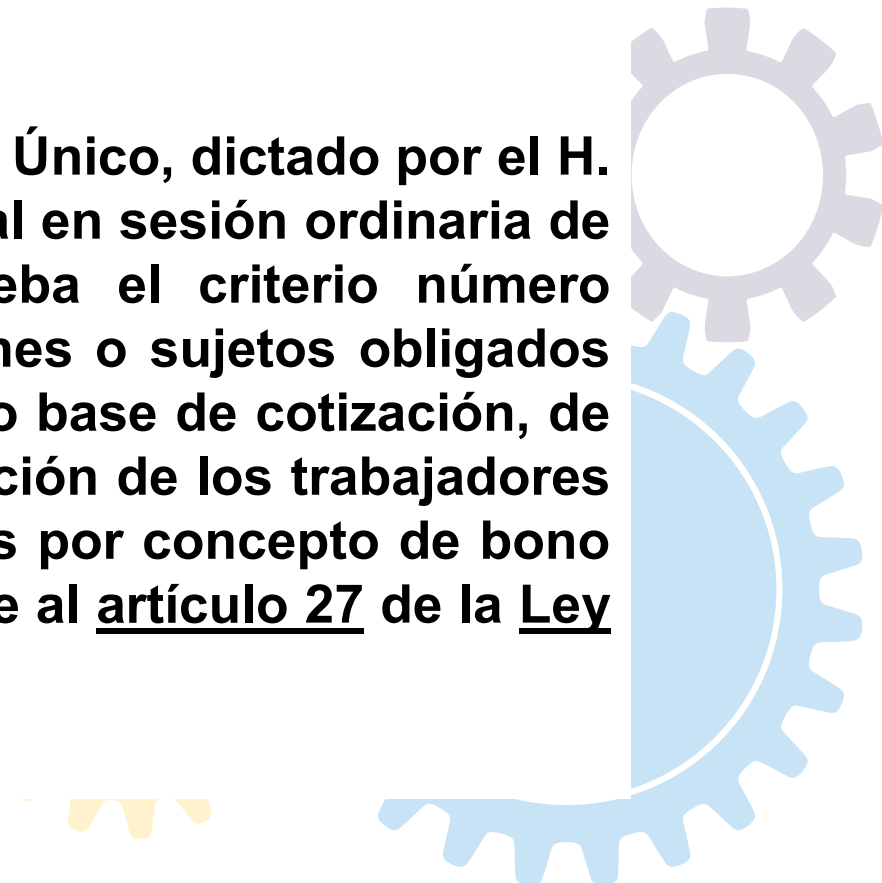 Único, dictado por el H.
al en sesión ordinaria de
eba el criterio número
nes o sujetos obligados
o base de cotización, de
ción de los trabajadores
s por concepto de bono
e al artículo 27 de la Ley